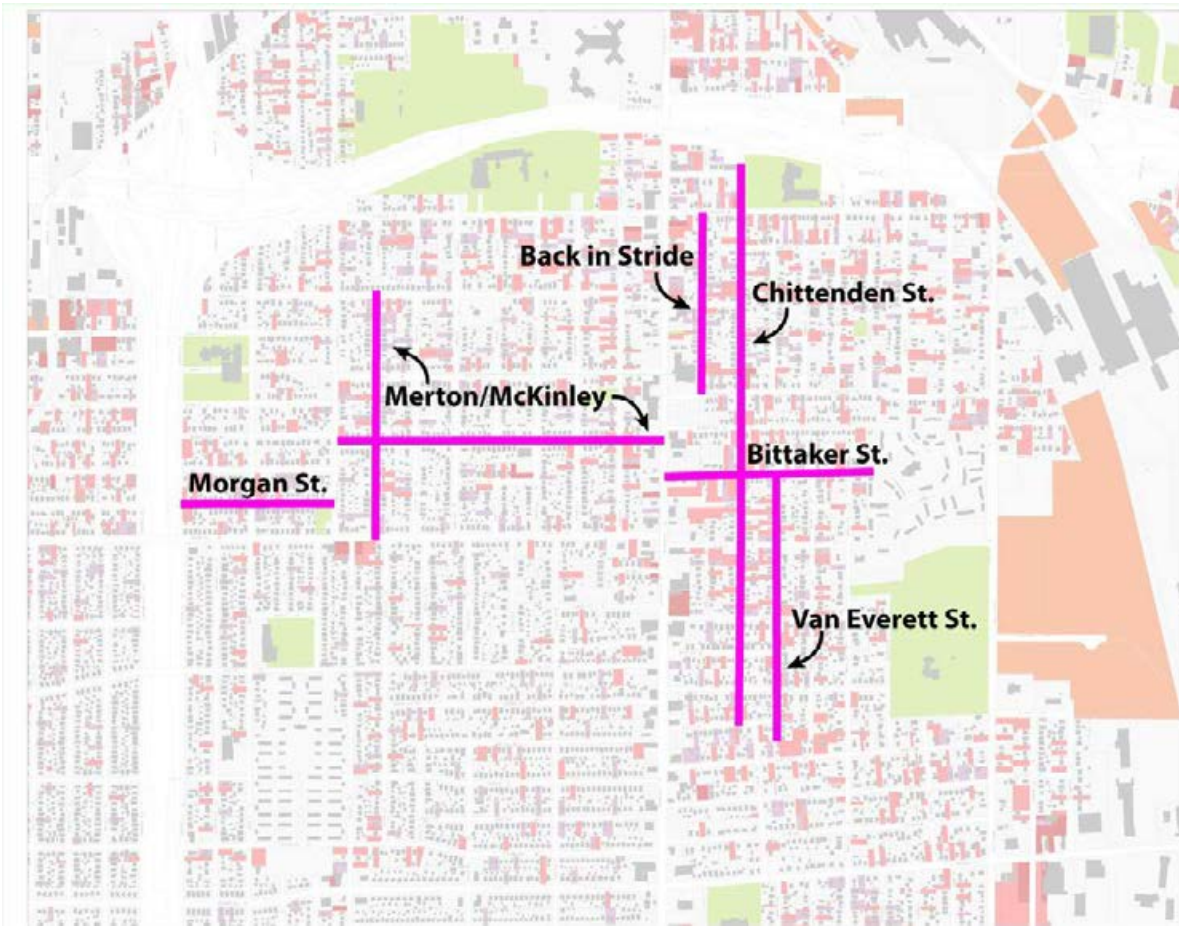 Back in Stride
Chittenden St.
Merton/McKinley
Bittaker St.
Morgan St.
Van Everett St.